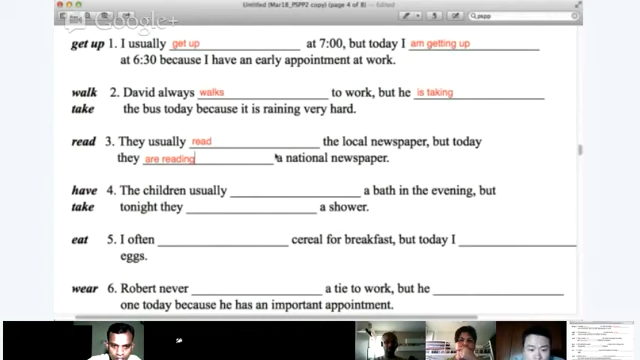 Untitled (Mar18_PSPP2 copy) (page 4 of 8) — Edited
Google+
pspp
get up 1. I usually get up at 7:00, but today I am getting up
at 6:30 because I have an early appointment at work.
walk 2. David always walks to work, but he is taking
take the bus today because it is raining very hard.
read 3. They usually read the local newspaper, but today
they are reading a national newspaper.
have 4. The children usually a bath in the evening, but
take tonight they a shower.
eat 5. I often cereal for breakfast, but today I
eggs.
wear 6. Robert never a tie to work, but he
one today because he has an important appointment.